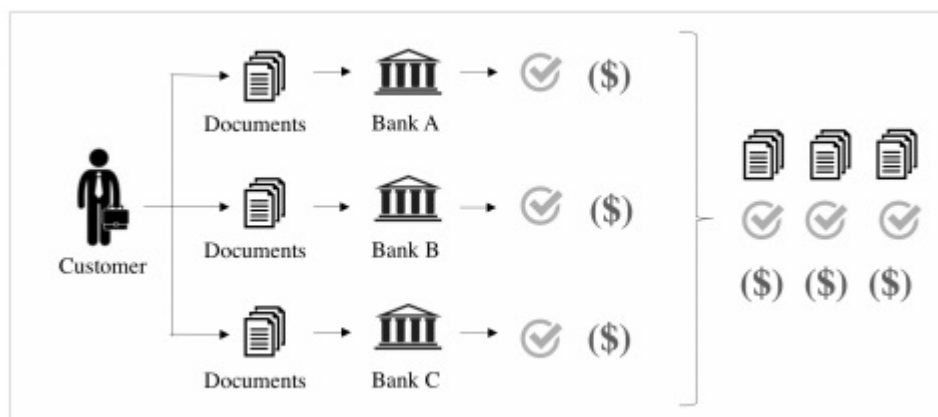 ($)
Documents
Bank A
($)
Documents
Bank B
Customer
($) ($) ($)
($)
Documents
Bank C